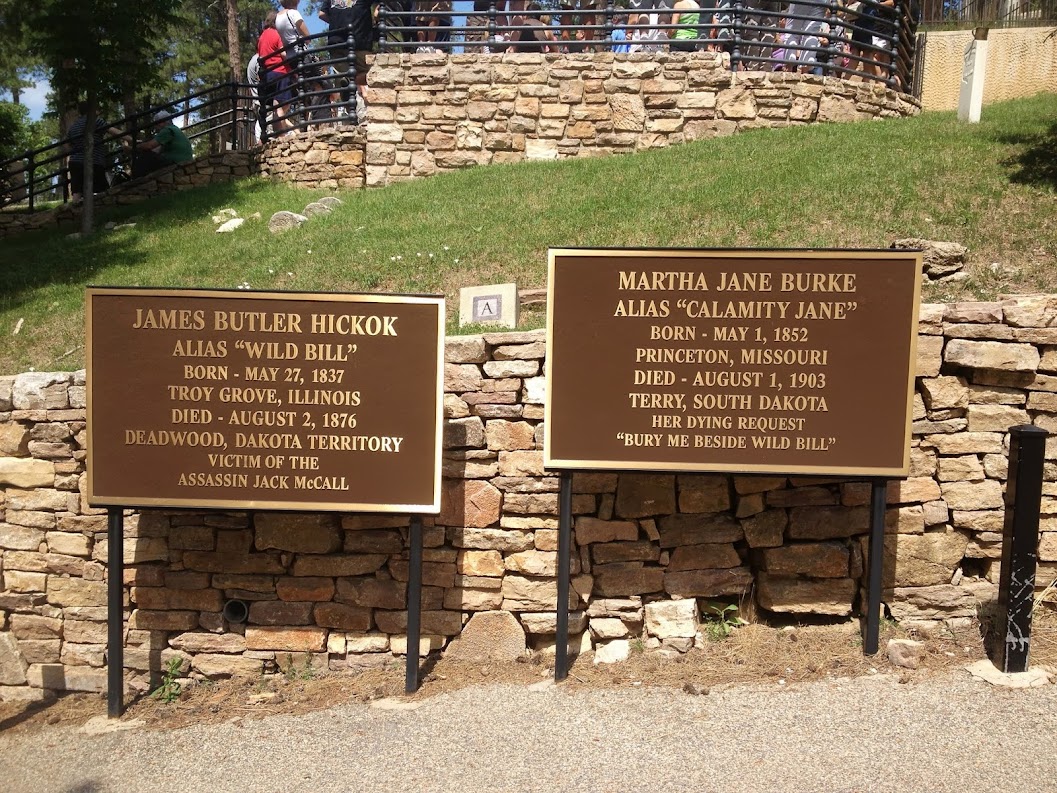 JAMES BUTLER HICKOK
ALIAS "WILD BILL"
BORN - MAY 27, 1837
TROY GROVE, ILLINOIS
DIED - AUGUST 2, 1876
DEADWOOD, DAKOTA TERRITORY
VICTIM OF THE
ASSASSIN JACK McCALL
A
MARTHA JANE BURKE
ALIAS "CALAMITY JANE"
BORN - MAY 1, 1852
PRINCETON, MISSOURI
DIED - AUGUST 1, 1903
TERRY, SOUTH DAKOTA
HER DYING REQUEST
"BURY ME BESIDE WILD BILL"